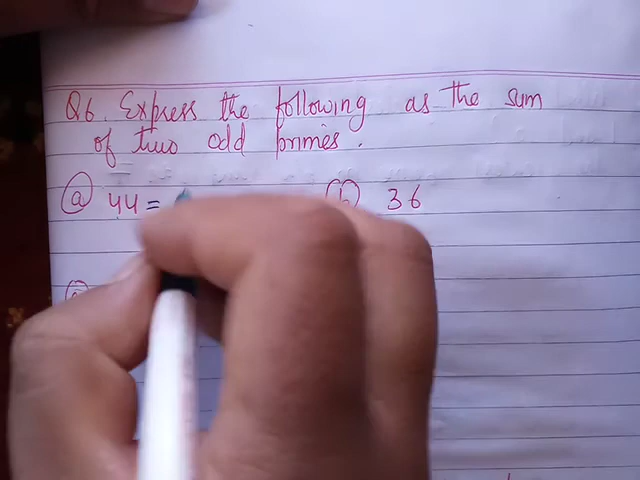 Q6. Express the following as the sum
of two odd primes.
(a) 44 = (b) 36